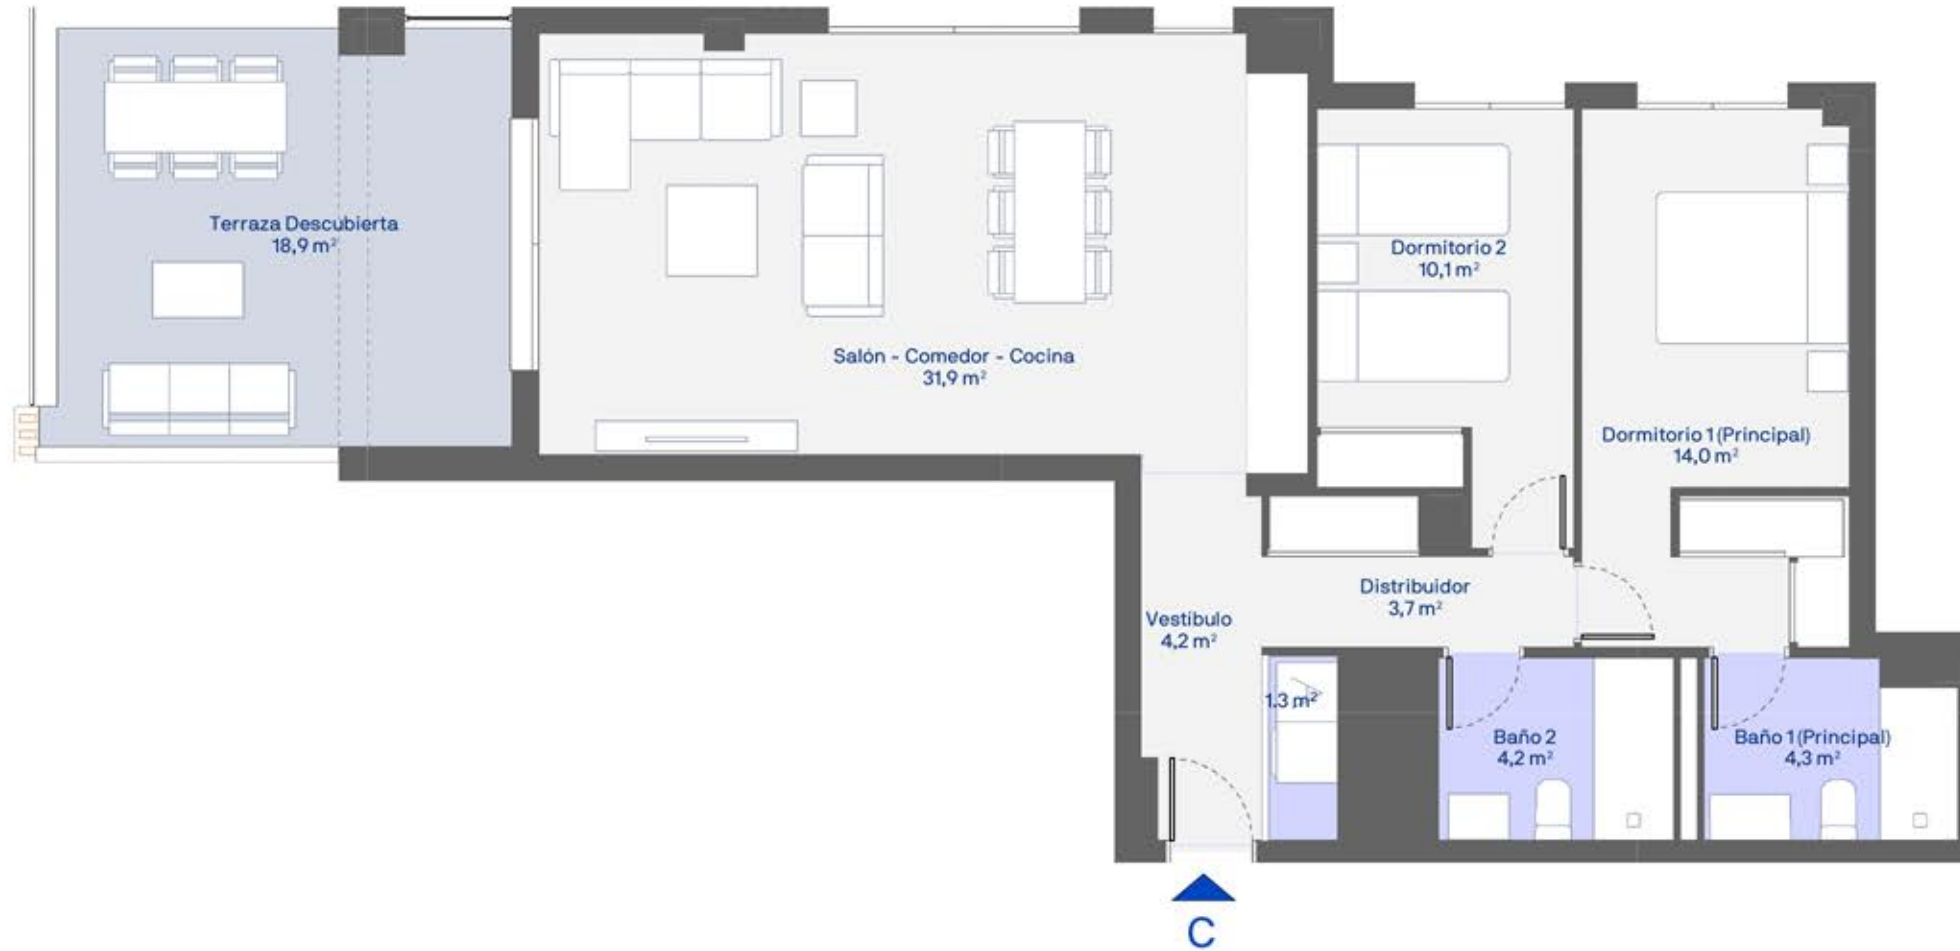 Terraza Descubierta
18,9 m²
Salón - Comedor - Cocina
31,9 m²
Dormitorio 2
10,1 m²
Dormitorio 1 (Principal)
14,0 m²
Distribuidor
3,7 m²
Vestíbulo
4,2 m²
1.3 m²
Baño 2
4,2 m²
Baño 1 (Principal)
4,3 m²
C